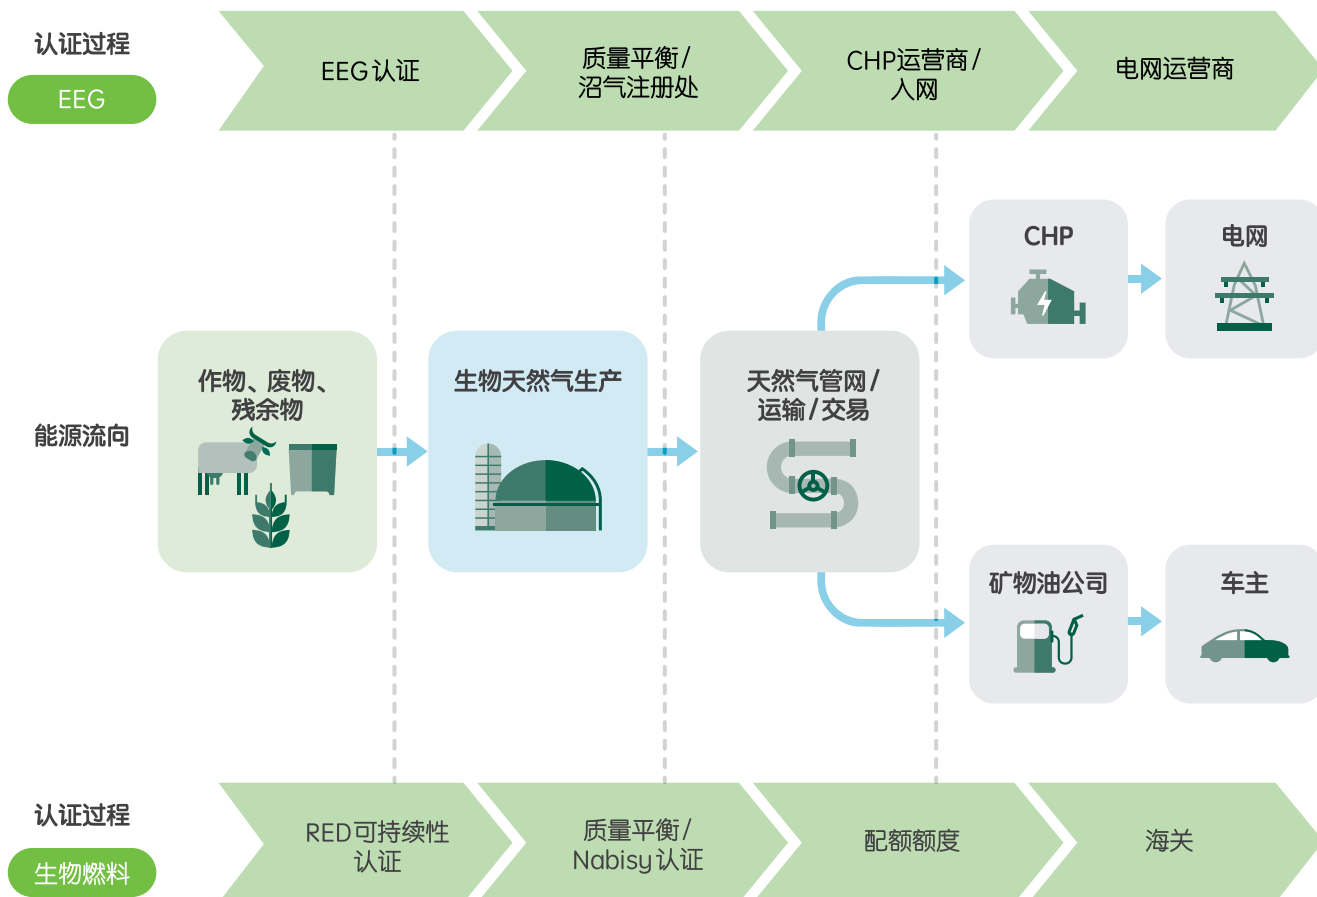 认证过程
EEG
EEG认证
质量平衡/
沼气注册处
CHP运营商/
入网
电网运营商
CHP
电网
作物、废物、
残余物
生物天然气生产
天然气管网/
运输/交易
能源流向
矿物油公司
车主
认证过程
生物燃料
RED可持续性
认证
质量平衡/
Nabisy认证
配额额度
海关